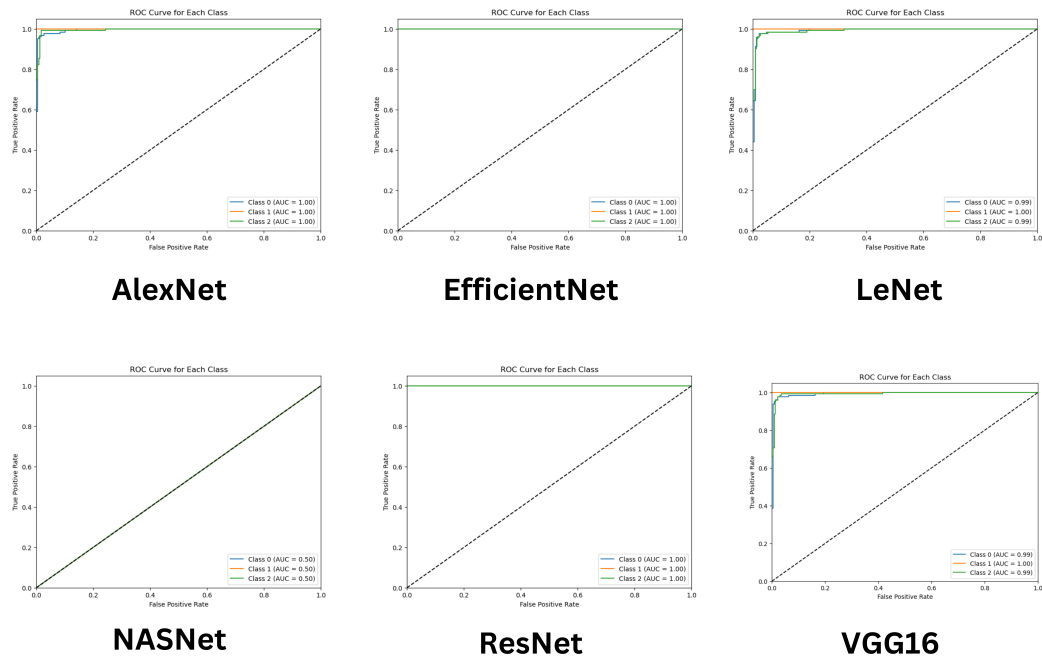 ROC Curve for Each Class
1.0
0.8
0.6
0.4
0.2
0.0
True Positive Rate
Class 0 (AUC = 1.00)
Class 1 (AUC = 1.00)
Class 2 (AUC = 1.00)
0.0 0.2 0.4 0.6 0.8 1.0
False Positive Rate
AlexNet
ROC Curve for Each Class
1.0
0.8
0.6
0.4
0.2
0.0
True Positive Rate
Class 0 (AUC = 1.00)
Class 1 (AUC = 1.00)
Class 2 (AUC = 1.00)
0.0 0.2 0.4 0.6 0.8 1.0
False Positive Rate
EfficientNet
ROC Curve for Each Class
1.0
0.8
0.6
0.4
0.2
0.0
True Positive Rate
Class 0 (AUC = 0.99)
Class 1 (AUC = 1.00)
Class 2 (AUC = 0.99)
0.0 0.2 0.4 0.6 0.8 1.0
False Positive Rate
LeNet
ROC Curve for Each Class
1.0
0.8
0.6
0.4
0.2
0.0
True Positive Rate
Class 0 (AUC = 0.50)
Class 1 (AUC = 0.50)
Class 2 (AUC = 0.50)
0.0 0.2 0.4 0.6 0.8 1.0
False Positive Rate
NASNet
ROC Curve for Each Class
1.0
0.8
0.6
0.4
0.2
0.0
True Positive Rate
Class 0 (AUC = 1.00)
Class 1 (AUC = 1.00)
Class 2 (AUC = 1.00)
0.0 0.2 0.4 0.6 0.8 1.0
False Positive Rate
ResNet
ROC Curve for Each Class
1.0
0.8
0.6
0.4
0.2
0.0
True Positive Rate
Class 0 (AUC = 0.99)
Class 1 (AUC = 1.00)
Class 2 (AUC = 0.99)
0.0 0.2 0.4 0.6 0.8 1.0
False Positive Rate
VGG16